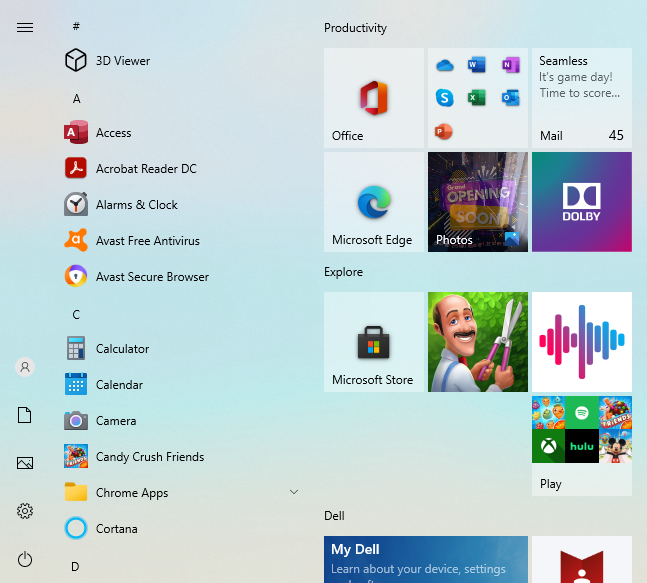 #
3D Viewer
A
Access
Acrobat Reader DC
Alarms & Clock
Avast Free Antivirus
Avast Secure Browser
C
Calculator
Calendar
Camera
Candy Crush Friends
Chrome Apps
Cortana
D
Productivity
Office
Seamless
It's game day!
Time to score...
Mail 45
Microsoft Edge
Grand
OPENING
SOON
Photos
DOLBY
Explore
Microsoft Store
FRIENDS
hulu
Play
Dell
My Dell
Learn about your device, settings